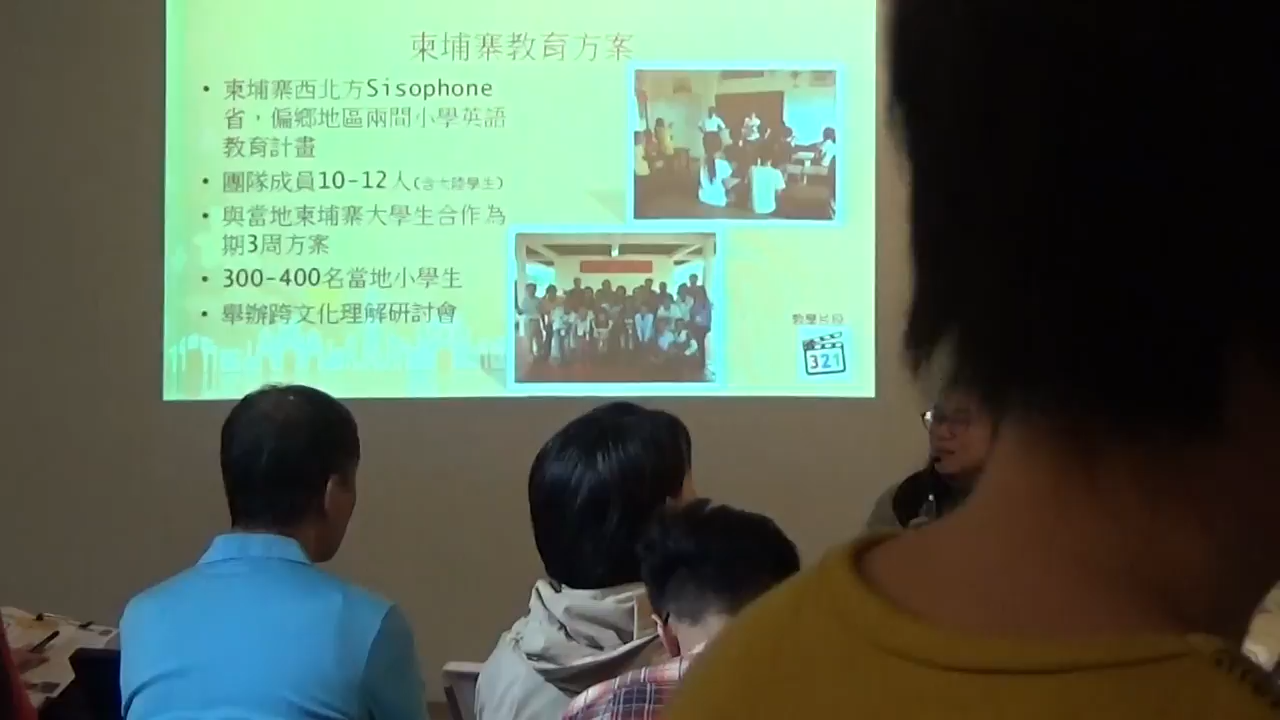 柬埔寨教育方案
• 柬埔寨西北方Sisophone
省，偏鄉地區兩間小學英語
教育計畫
• 團隊成員10-12人(含大陸學生)
• 與當地柬埔寨大學生合作為
期3周方案
• 300-400名當地小學生
• 舉辦跨文化理解研討會
教學片段
321